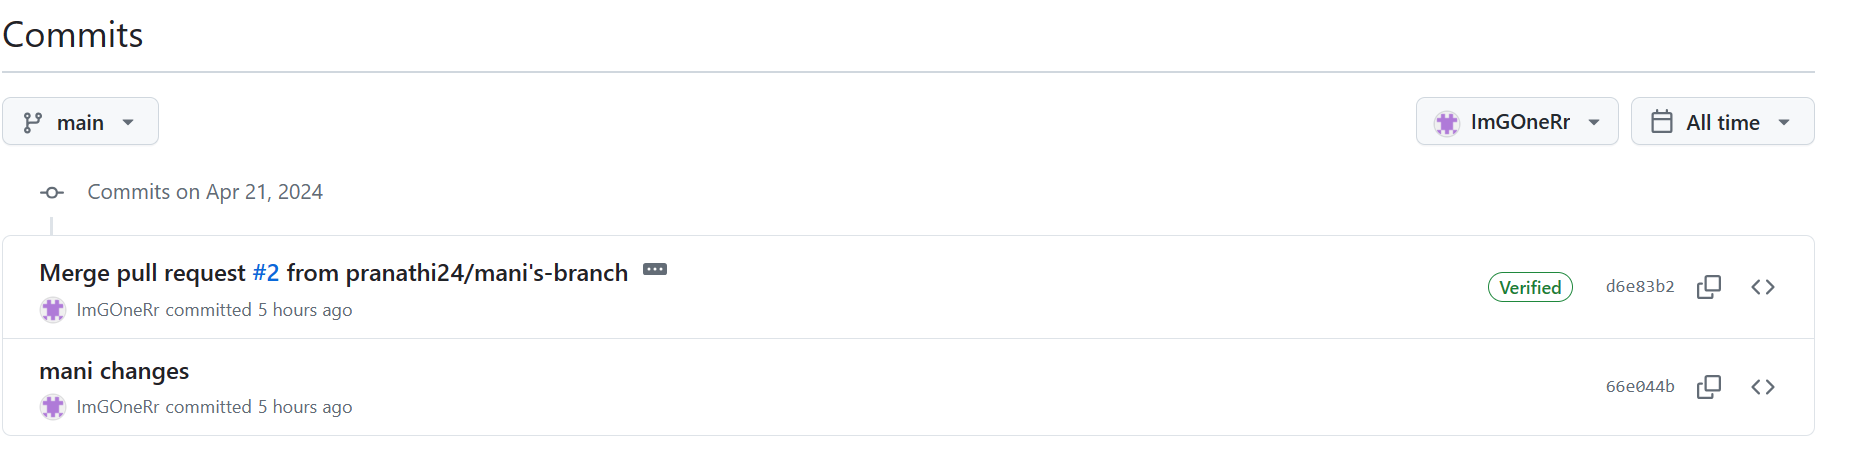 Commits
main
ImGOneRr
All time
Commits on Apr 21, 2024
Merge pull request #2 from pranathi24/mani's-branch
Verified
d6e83b2
ImGOneRr committed 5 hours ago
mani changes
66e044b
ImGOneRr committed 5 hours ago